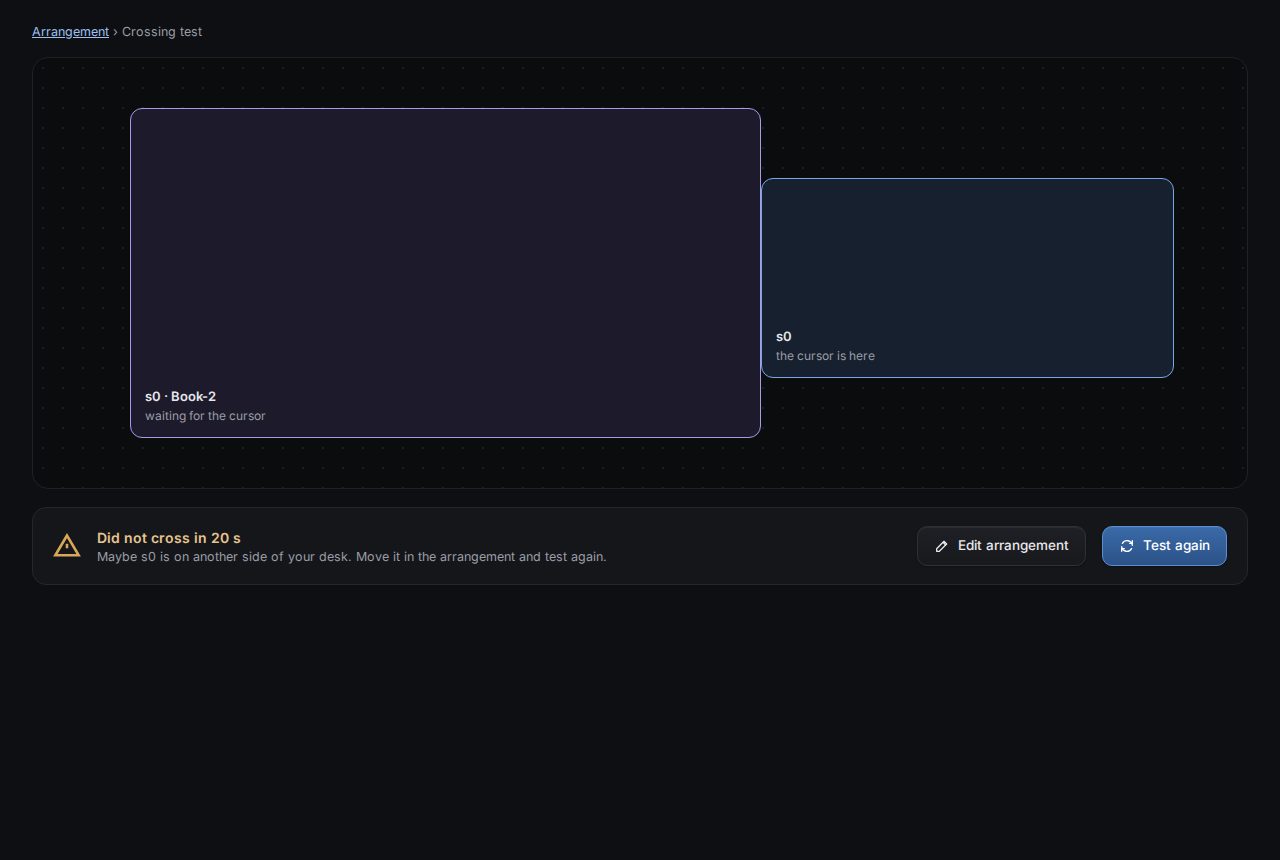 Arrangement › Crossing test
s0
the cursor is here
s0 · Book-2
waiting for the cursor
Did not cross in 20 s
Maybe s0 is on another side of your desk. Move it in the arrangement and test again.
Edit arrangement
Test again